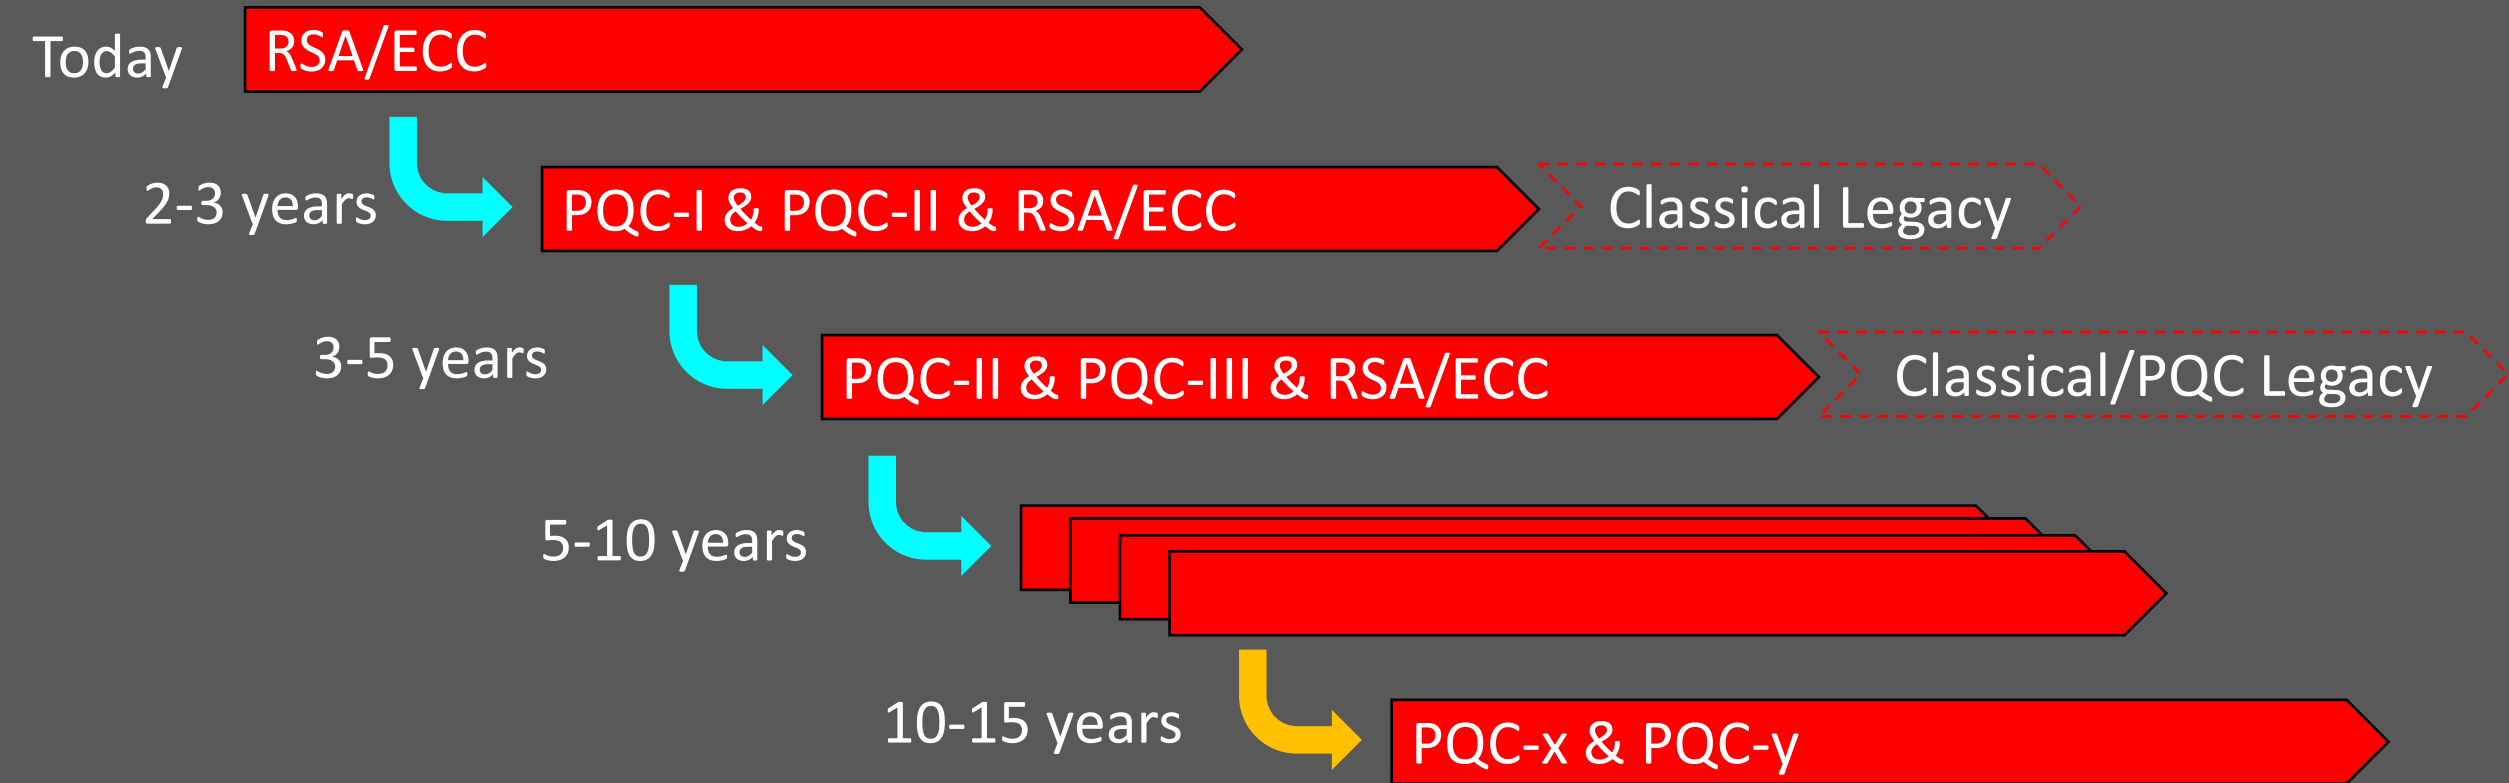 Today
RSA/ECC
2-3 years
PQC-I & PQC-II & RSA/ECC
Classical Legacy
3-5 years
PQC-II & PQC-III & RSA/ECC
Classical/PQC Legacy
5-10 years
10-15 years
PQC-x & PQC-y